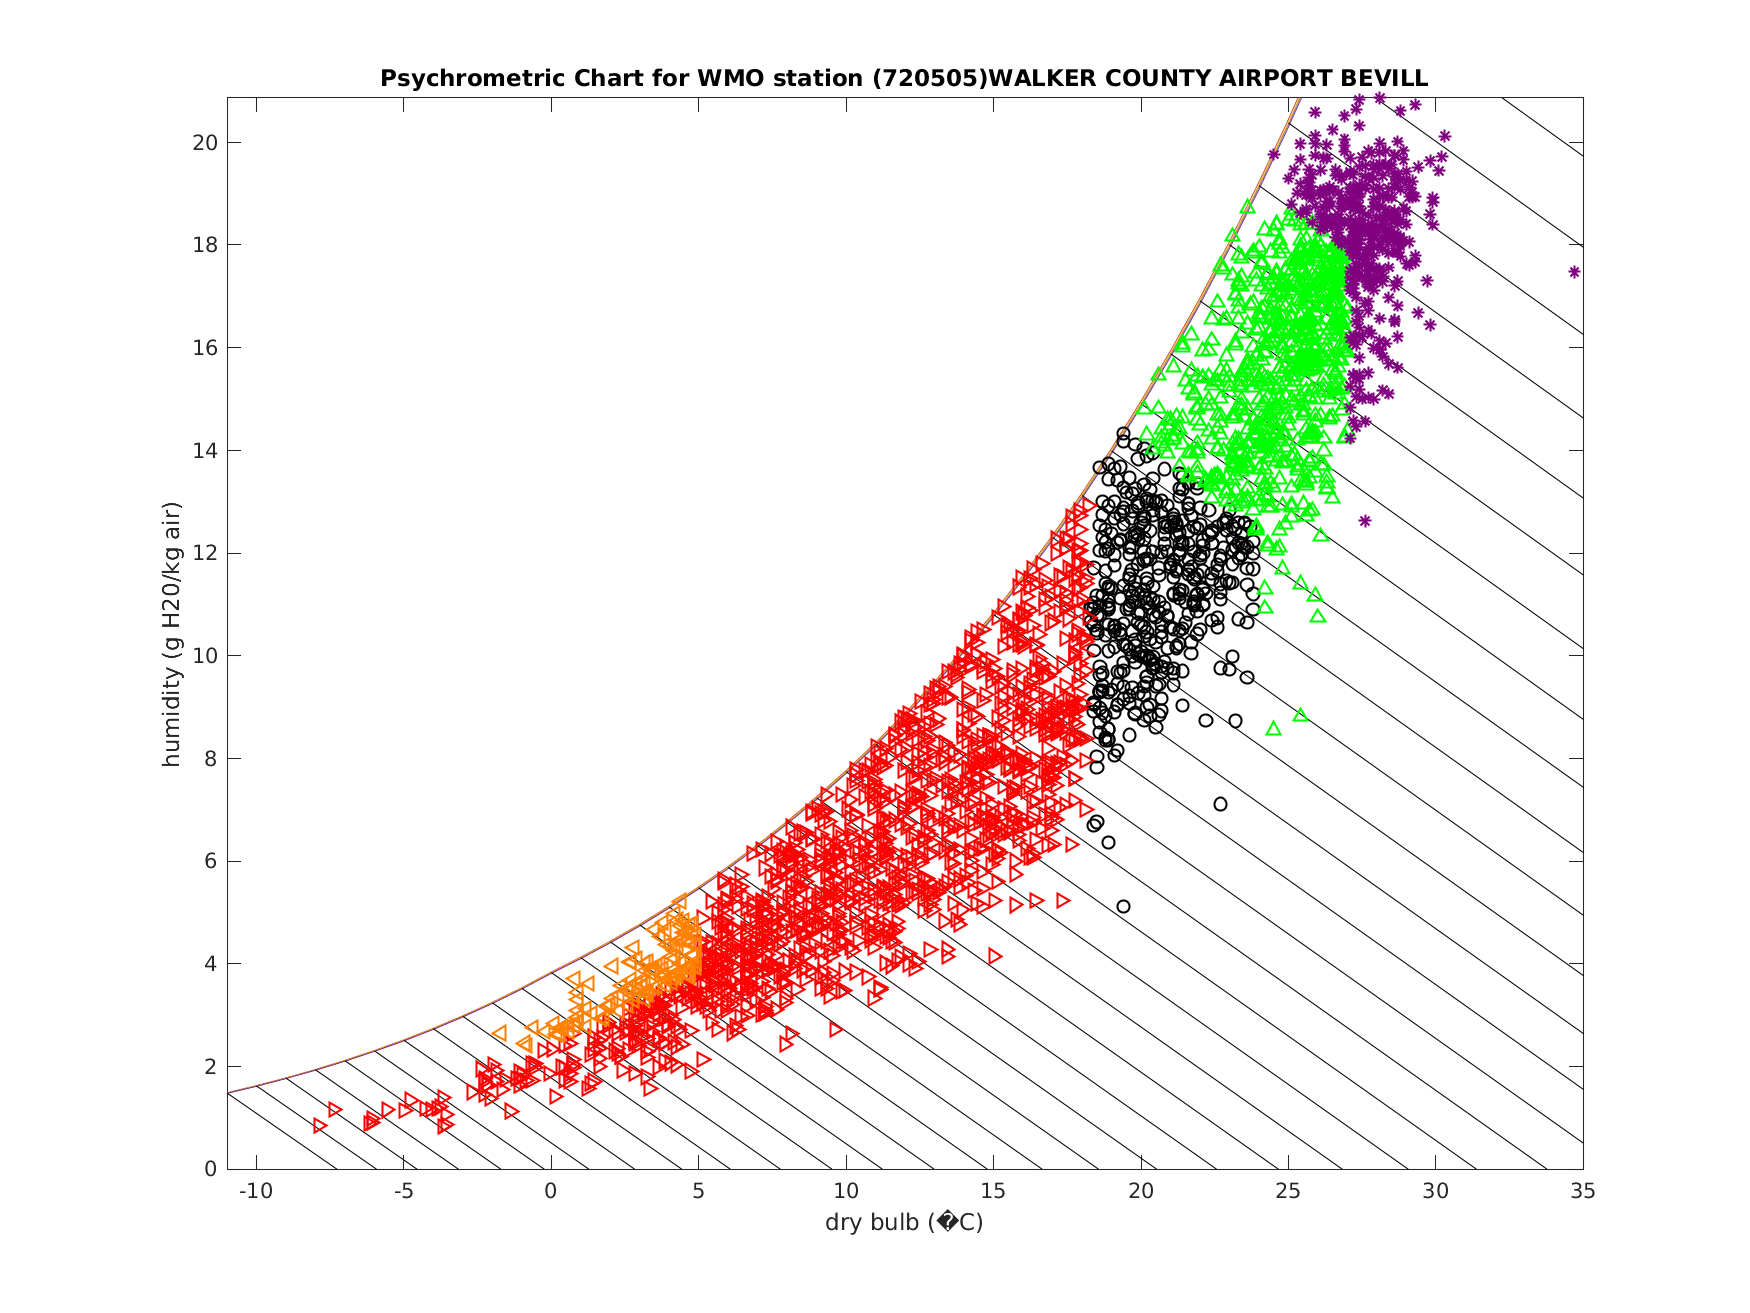 Psychrometric Chart for WMO station (720505)WALKER COUNTY AIRPORT BEVILL
humidity (g H20/kg air)
20
18
16
14
12
10
8
6
4
2
0
-10 -5 0 5 10 15 20 25 30 35
dry bulb (�C)